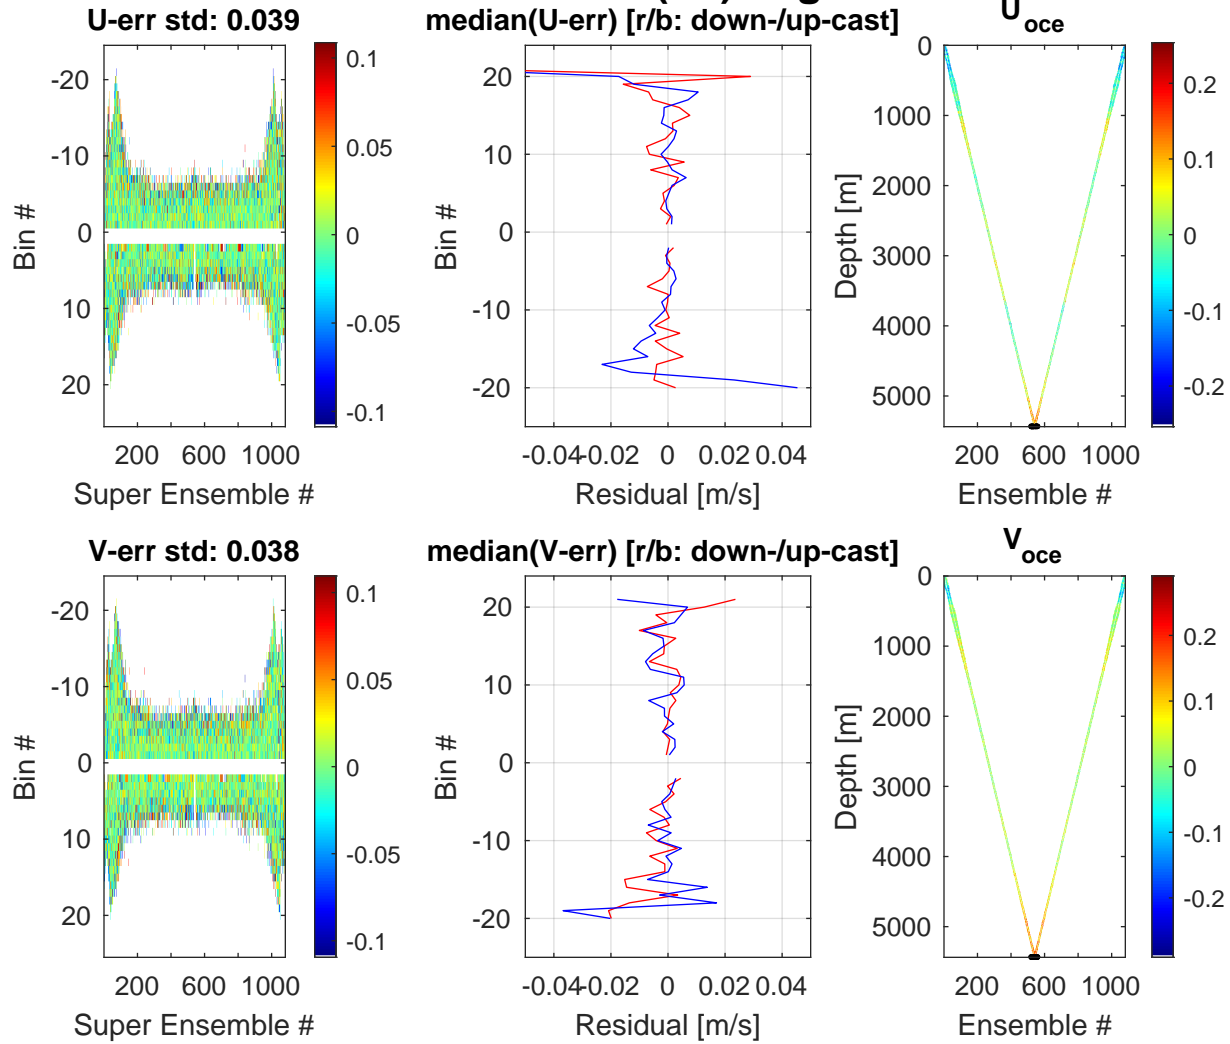 U-err std: 0.039
-20
-10
0
10
20
200 600 1000
Super Ensemble #
Bin #
0.1
0.05
0
-0.05
-0.1
median(U-err) [r/b: down-/up-cast]
20
10
0
-10
-20
-0.04 -0.02 0 0.02 0.04
Residual [m/s]
Bin #
U_oce
0
1000
2000
3000
4000
5000
200 600 1000
Ensemble #
Depth [m]
0.2
0.1
0
-0.1
-0.2
V-err std: 0.038
-20
-10
0
10
20
200 600 1000
Super Ensemble #
Bin #
0.1
0.05
0
-0.05
-0.1
median(V-err) [r/b: down-/up-cast]
20
10
0
-10
-20
-0.04 -0.02 0 0.02 0.04
Residual [m/s]
Bin #
V_oce
0
1000
2000
3000
4000
5000
200 600 1000
Ensemble #
Depth [m]
0.2
0.1
0
-0.1
-0.2